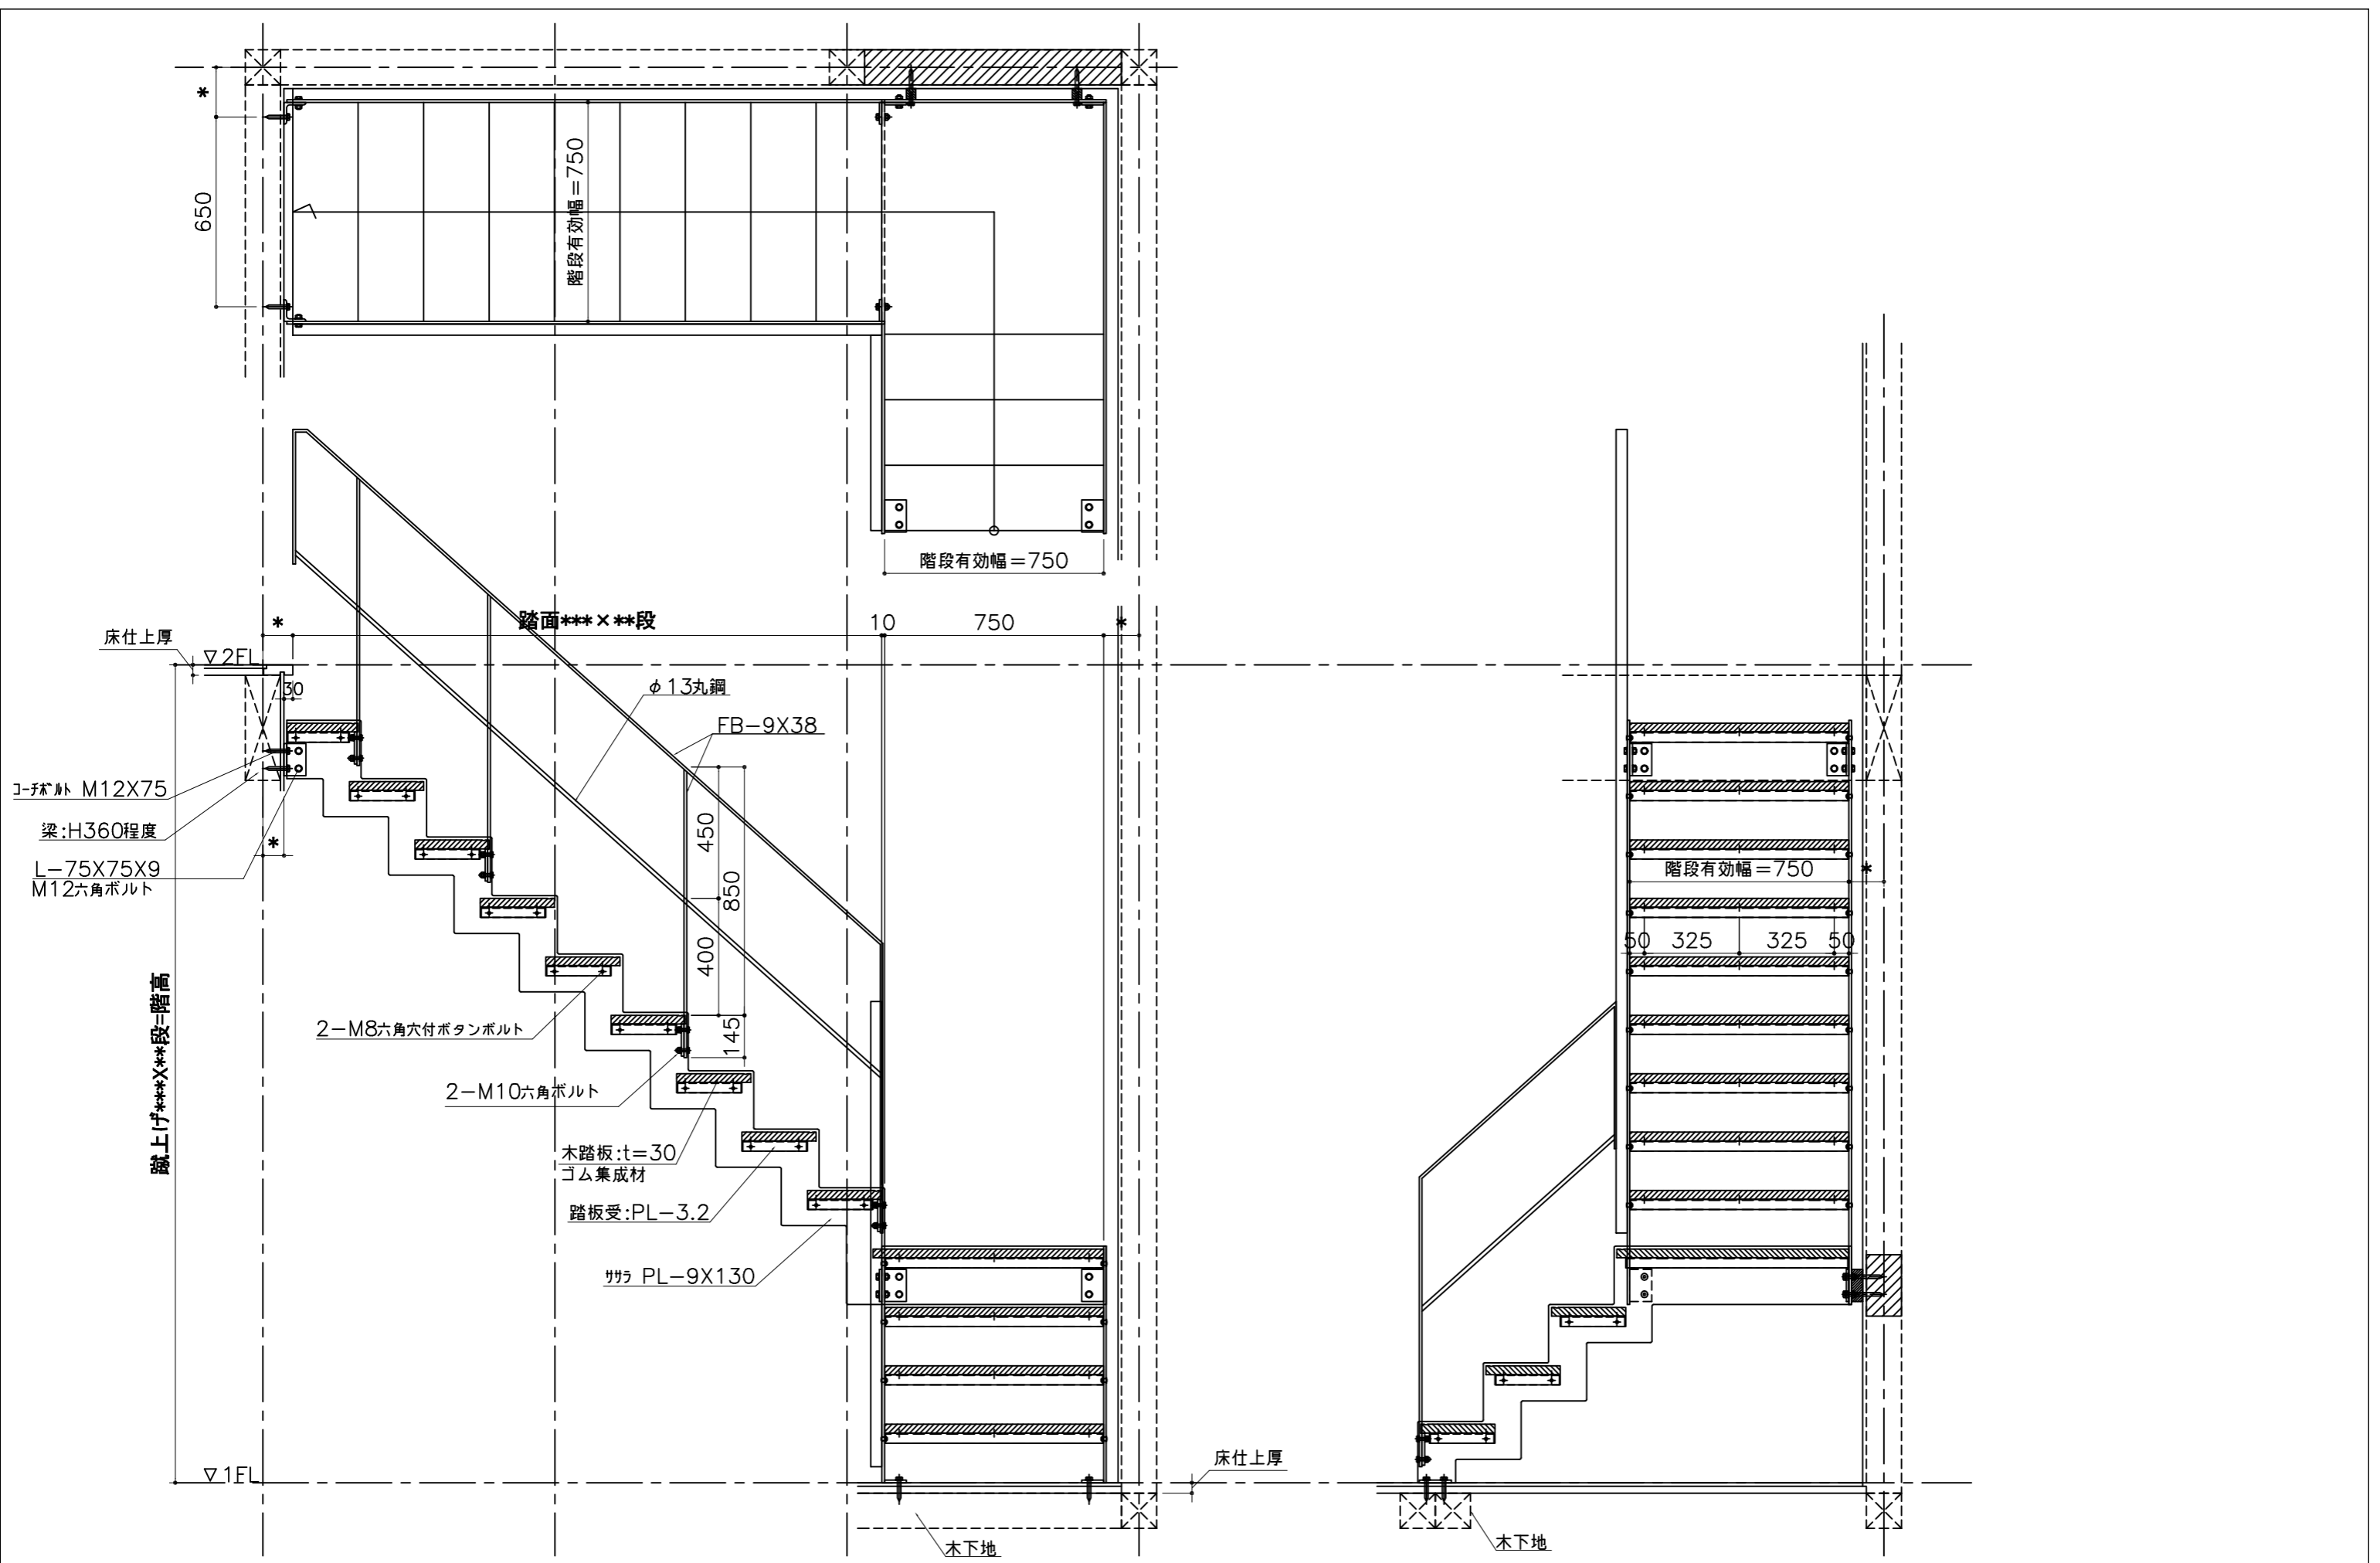 *
650
階段有効幅=750
階段有効幅=750
*
踏面***×**段
10
750
*
床仕上厚
▽2FL
30
φ13丸鋼
FB-9X38
コーチボルト M12X75
梁:H360程度
*
L-75X75X9
M12六角ボルト
450
850
400
145
蹴上げ***X**段=階高
2-M8六角穴付ボタンボルト
2-M10六角ボルト
木踏板:t=30
ゴム集成材
踏板受:PL-3.2
ササラ PL-9X130
▽1FL
床仕上厚
木下地
階段有効幅=750
*
50
325
325
50
木下地